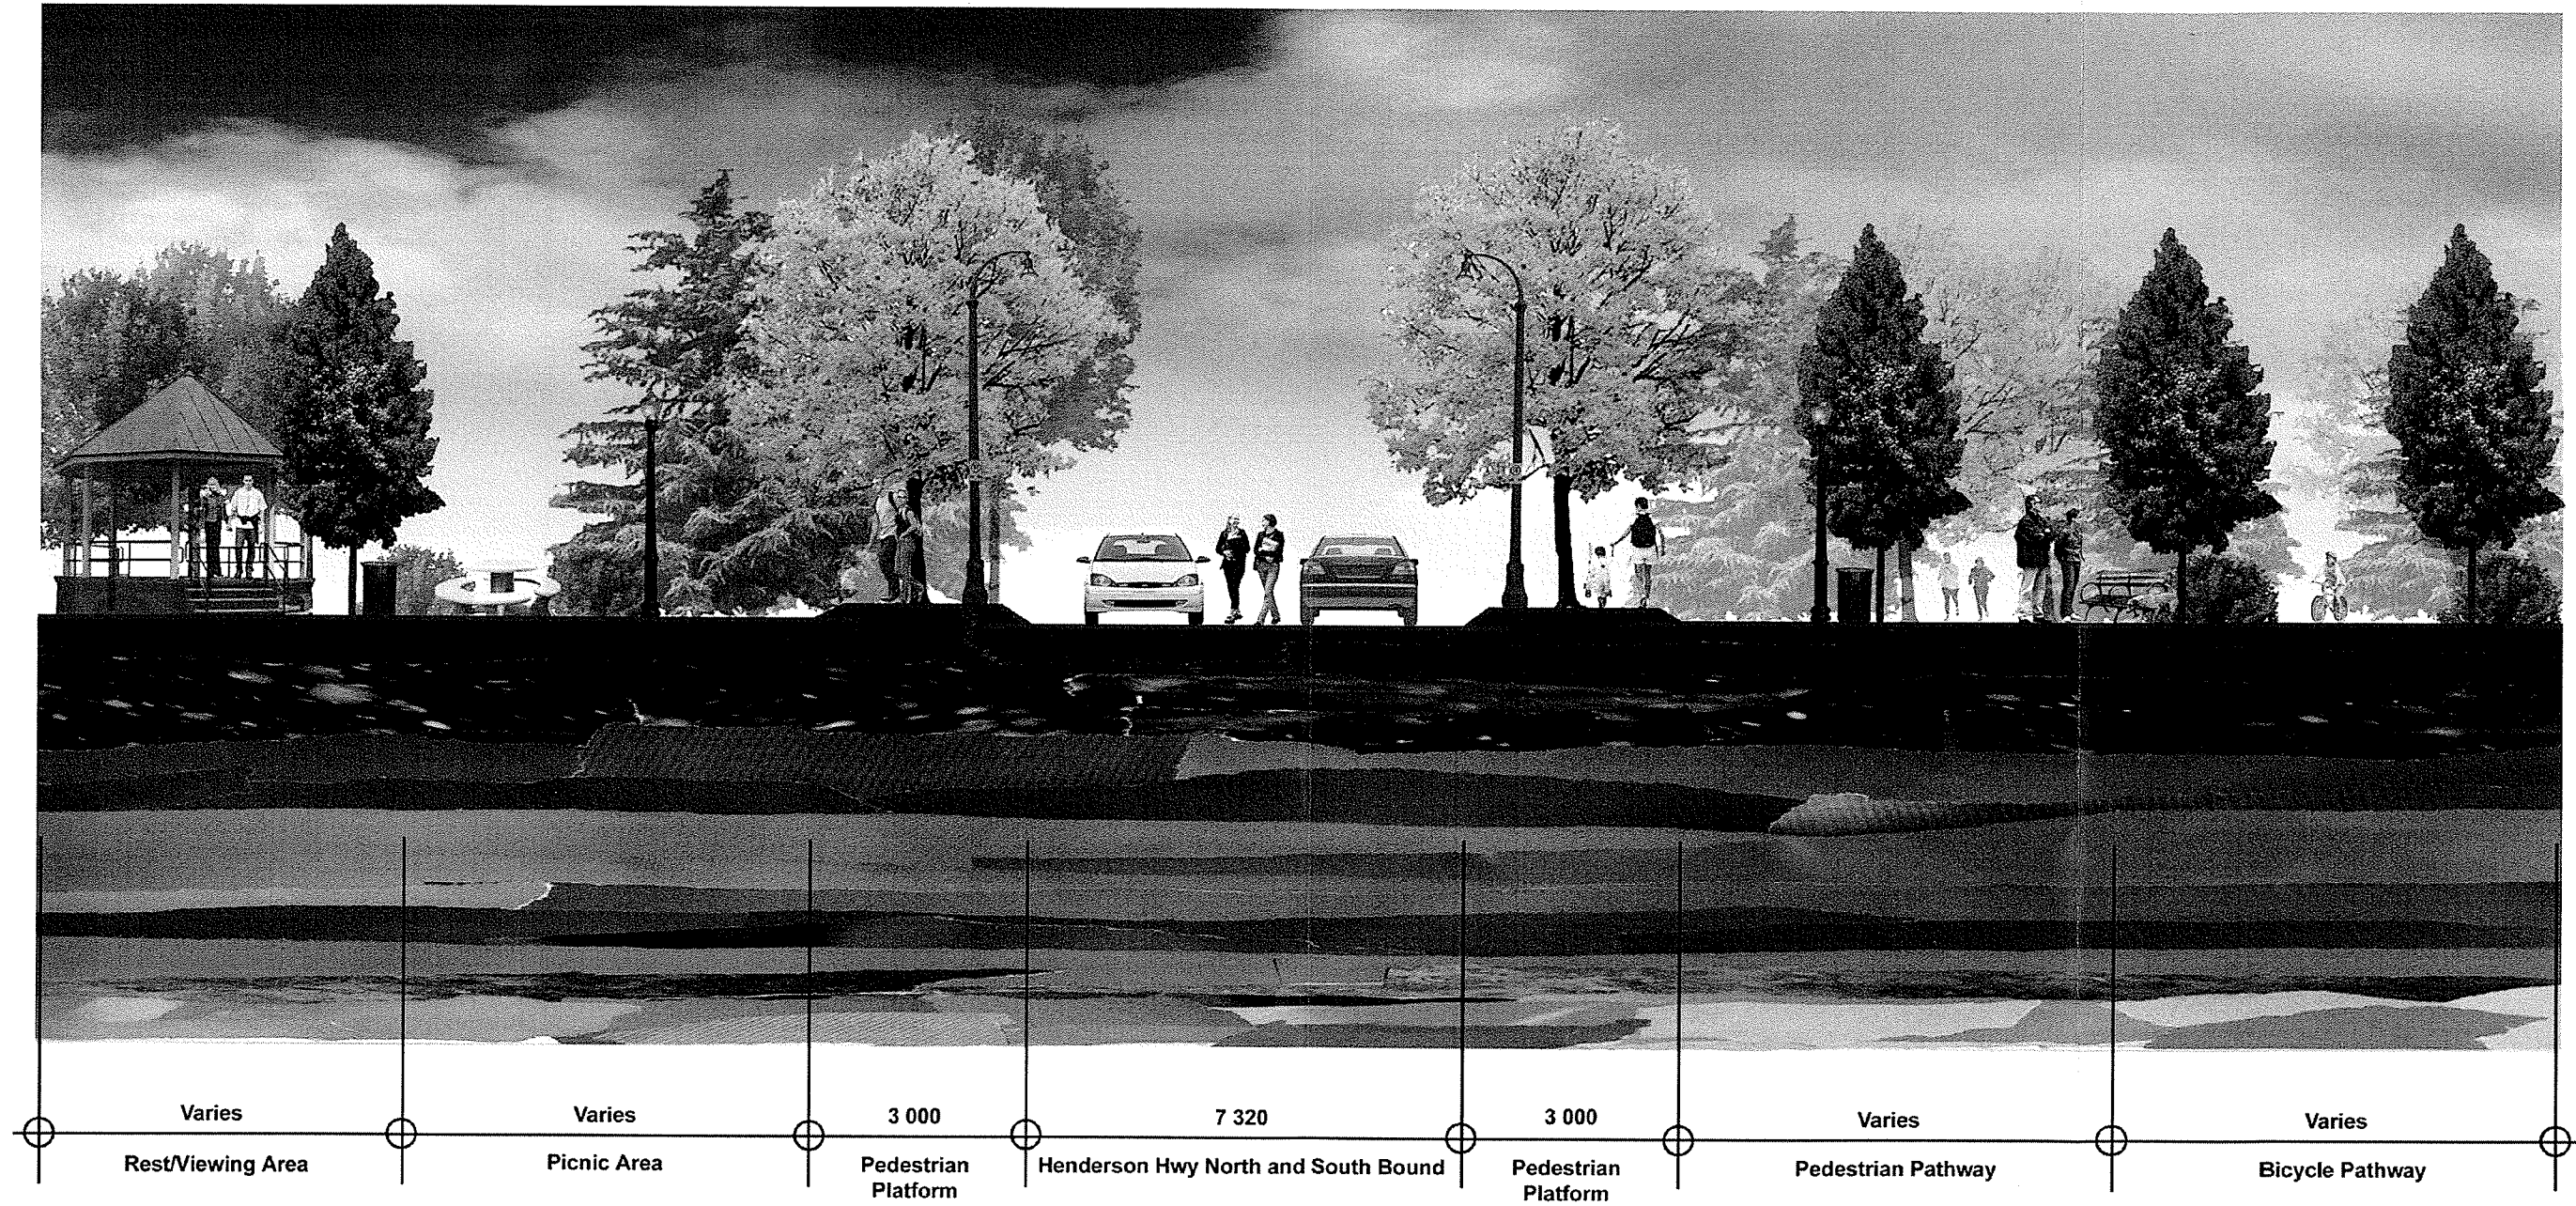 Varies
Varies
3 000
7 320
3 000
Varies
Varies
Rest/Viewing Area
Picnic Area
Pedestrian
Platform
Henderson Hwy North and South Bound
Pedestrian
Platform
Pedestrian Pathway
Bicycle Pathway